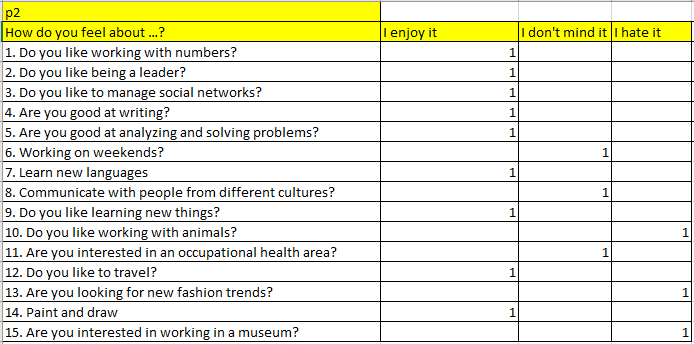 p2
How do you feel about ...? I enjoy it I don't mind it I hate it
1. Do you like working with numbers? 1
2. Do you like being a leader? 1
3. Do you like to manage social networks? 1
4. Are you good at writing? 1
5. Are you good at analyzing and solving problems? 1
6. Working on weekends? 1
7. Learn new languages 1
8. Communicate with people from different cultures? 1
9. Do you like learning new things? 1
10. Do you like working with animals? 1
11. Are you interested in an occupational health area? 1
12. Do you like to travel? 1
13. Are you looking for new fashion trends? 1
14. Paint and draw 1
15. Are you interested in working in a museum? 1